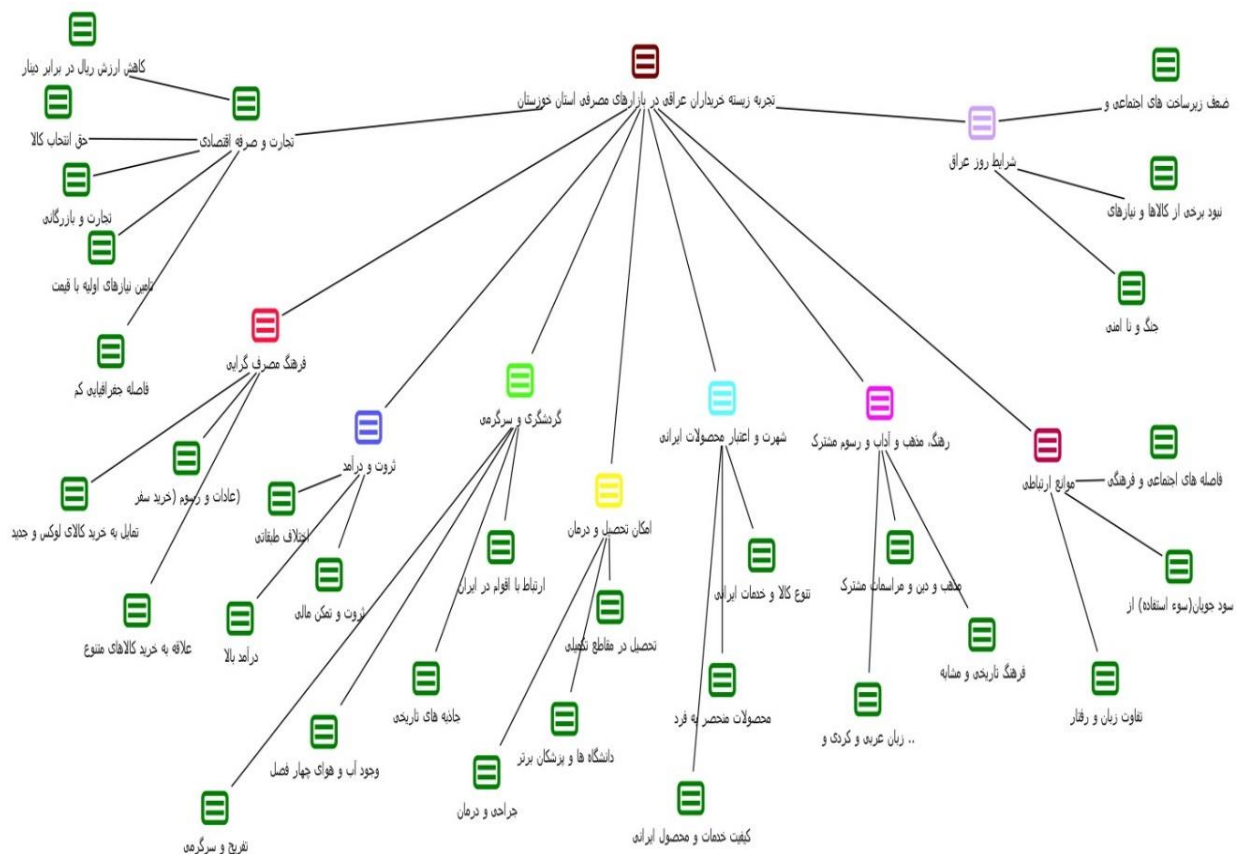 تجربه زیسته خریداران عراقی در بازارهای مصرفی استان خوزستان
شرایط روز عراق
ضعف زیرساخت های اجتماعی و
نبود برخی از کالاها و نیازهای
جنگ و نا امنی
موانع ارتباطی
فاصله های اجتماعی و فرهنگی
سود جویان(سوء استفاده) از
تفاوت زبان و رفتار
رهنگ، مذهب و آداب و رسوم مشترک
مذهب و دین و مراسمات مشترک
فرهنگ تاریخی و مشابه
.. زبان عربی و کردی و
شهرت و اعتبار محصولات ایرانی
تنوع کالا و خدمات ایرانی
محصولات منحصر به فرد
کیفیت خدمات و محصول ایرانی
امکان تحصیل و درمان
تحصیل در مقاطع تکمیلی
دانشگاه ها و پزشکان برتر
جراحی و درمان
گردشگری و سرگرمی
ارتباط با اقوام در ایران
جاذبه های تاریخی
وجود آب و هوای چهار فصل
تفریح و سرگرمی
ثروت و درآمد
اختلاف طبقاتی
ثروت و تمکن مالی
درآمد بالا
فرهنگ مصرف گرایی
(عادات و رسوم (خرید سفر
تمایل به خرید کالای لوکس و جدید
علاقه به خرید کالاهای متنوع
تجارت و صرفه اقتصادی
کاهش ارزش ریال در برابر دینار
حق انتخاب کالا
تجارت و بازرگانی
تامین نیازهای اولیه با قیمت
فاصله جغرافیایی کم